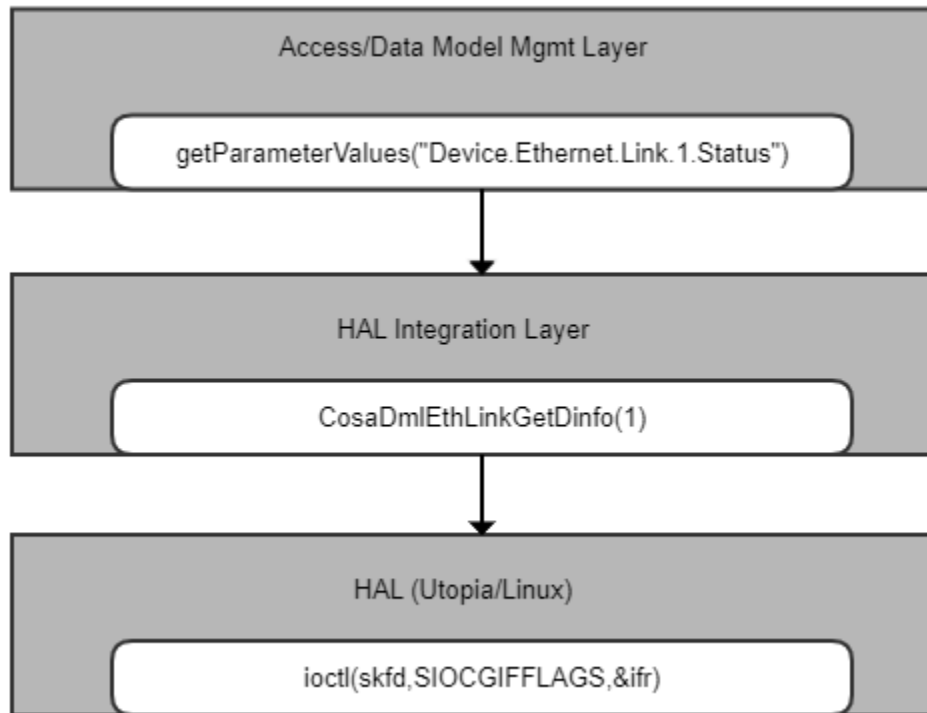 Access/Data Model Mgmt Layer
getParameterValues("Device.Ethernet.Link.1.Status")
HAL Integration Layer
CosaDmlEthLinkGetDinfo(1)
HAL (Utopia/Linux)
ioctl(skfd,SIOCGIFFLAGS,&ifr)